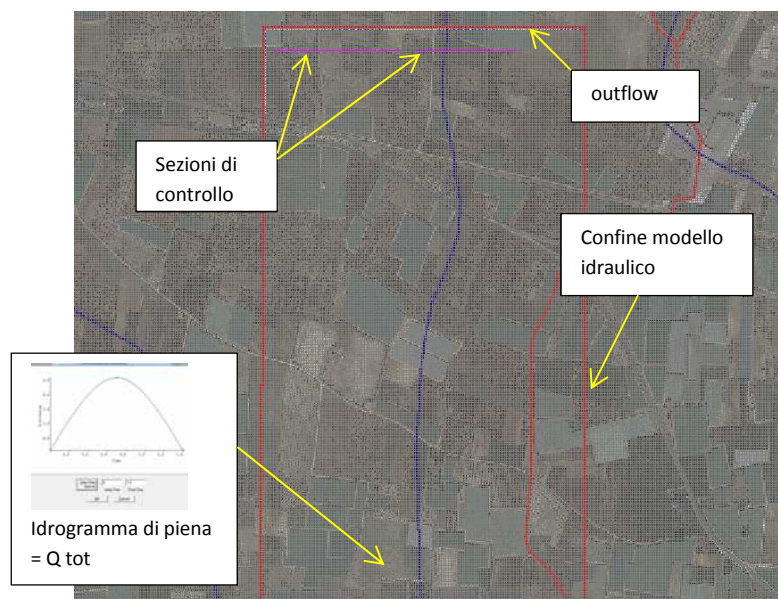 outflow
Sezioni di
controllo
Confine modello
idraulico
Idrogramma di piena
= Q tot